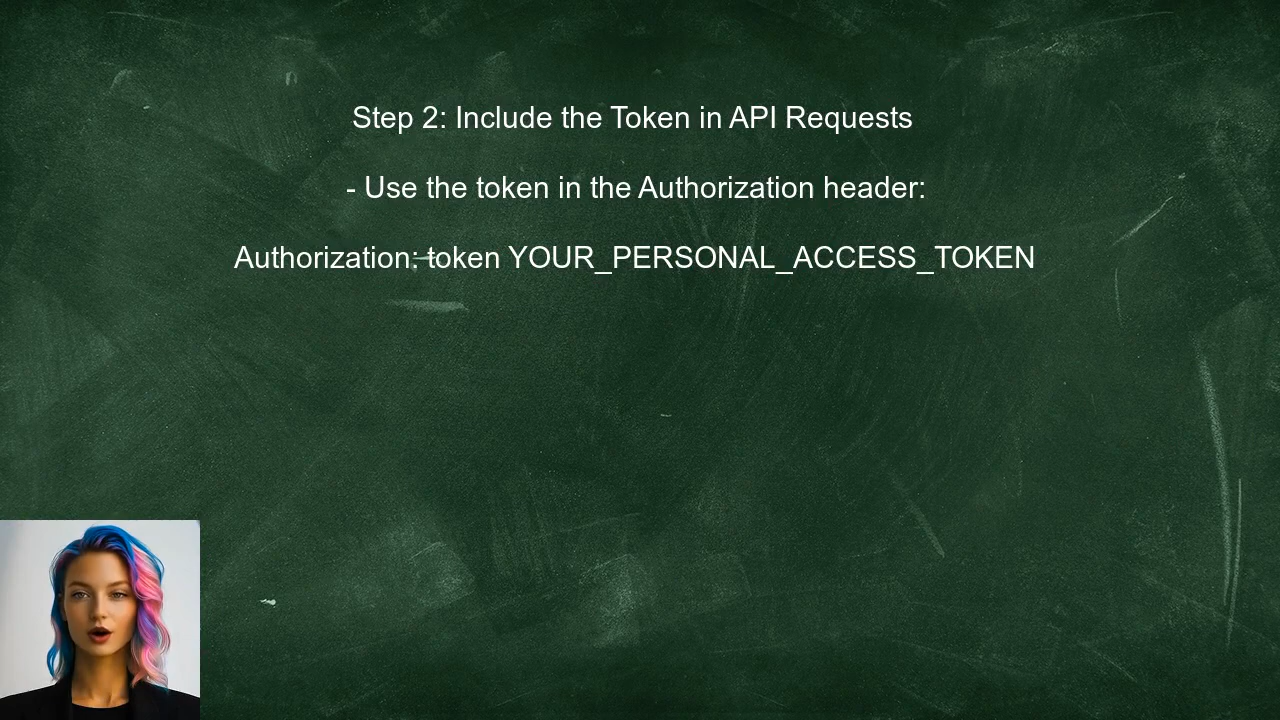 Step 2: Include the Token in API Requests
- Use the token in the Authorization header:
Authorization: token YOUR_PERSONAL_ACCESS_TOKEN